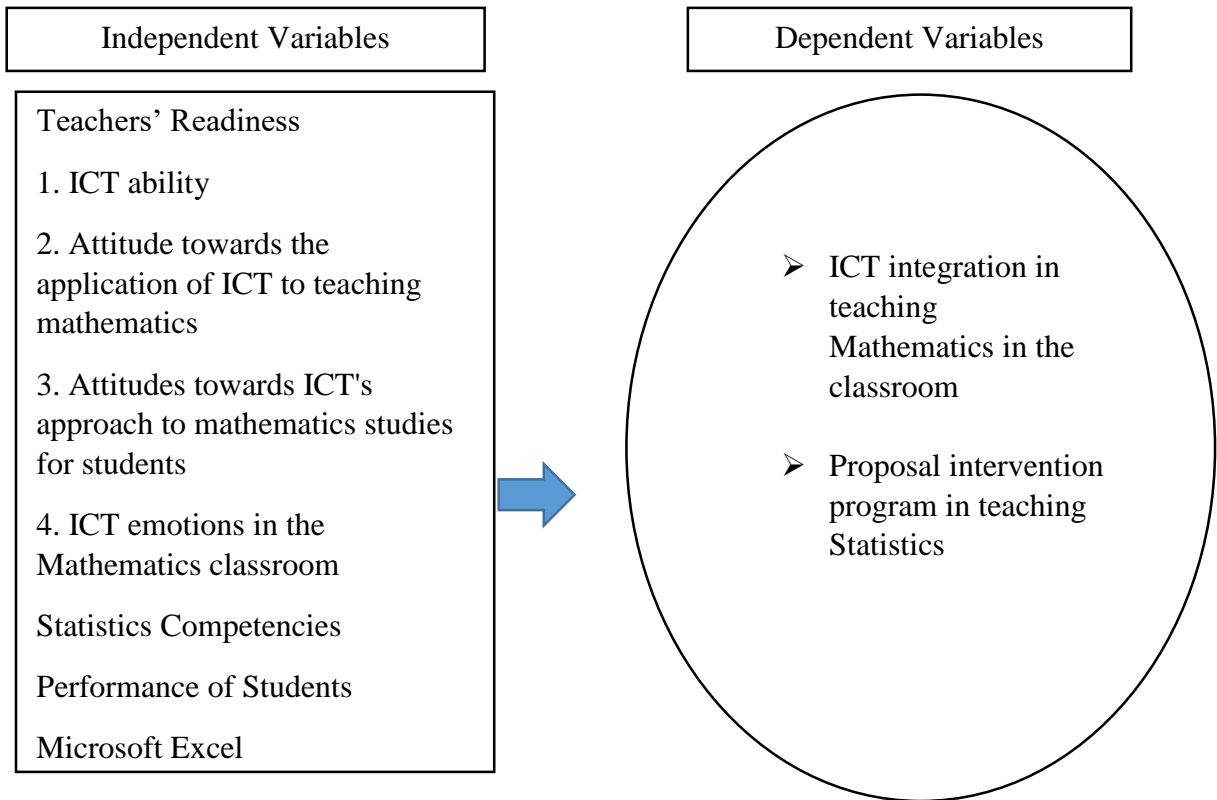 Independent Variables
Dependent Variables
Teachers’ Readiness
1. ICT ability
2. Attitude towards the
application of ICT to teaching
mathematics
3. Attitudes towards ICT's
approach to mathematics studies
for students
4. ICT emotions in the
Mathematics classroom
Statistics Competencies
Performance of Students
Microsoft Excel
➢ ICT integration in
teaching
Mathematics in the
classroom
➢ Proposal intervention
program in teaching
Statistics